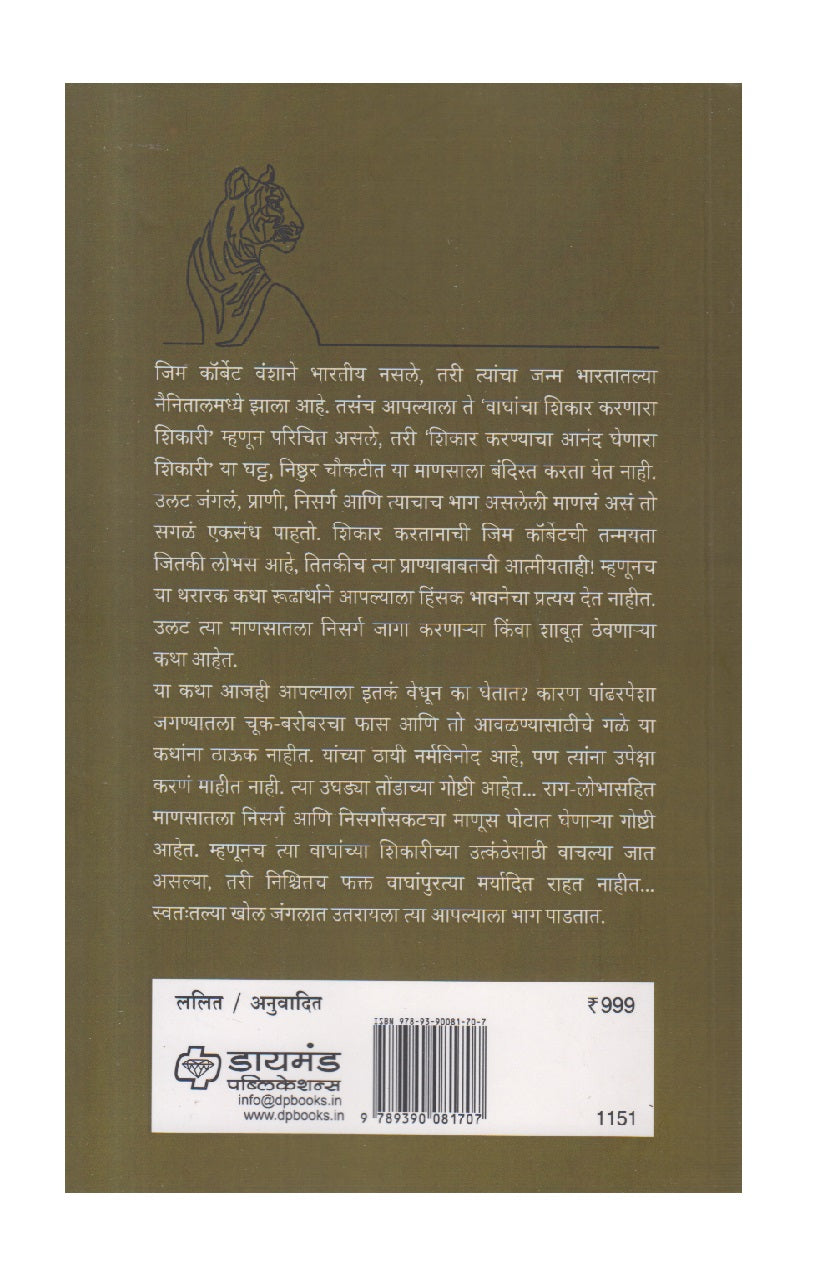 जिम कॉर्बेट वंशाने भारतीय नसले, तरी त्यांचा जन्म भारतातल्या
नैनितालमध्ये झाला आहे. तसंच आपल्याला ते ‘वाघांचा शिकार करणारा
शिकारी’ म्हणून परिचित असले, तरी ‘शिकार करण्याचा आनंद घेणारा
शिकारी’ या घट्ट, निष्ठुर चौकटीत या माणसाला बंदिस्त करता येत नाही.
उलट जंगलं, प्राणी, निसर्ग आणि त्याचाच भाग असलेली माणसं असं तो
सगळं एकसंध पाहतो. शिकार करतानाची जिम कॉर्बेटची तन्मयता
जितकी लोभस आहे, तितकीच त्या प्राण्याबाबतची आत्मीयताही! म्हणूनच
या थरारक कथा रूढार्थाने आपल्याला हिंसक भावनेचा प्रत्यय देत नाहीत.
उलट त्या माणसातला निसर्ग जागा करणाऱ्या किंवा शाबूत ठेवणाऱ्या
कथा आहेत.
या कथा आजही आपल्याला इतकं वेधून का घेतात? कारण पांढरपेशा
जगण्यातला चूक-बरोबरचा फास आणि तो आवळण्यासाठीचे गळे या
कथांना ठाऊक नाहीत. यांच्या ठायी नर्मविनोद आहे, पण त्यांना उपेक्षा
करणं माहीत नाही. त्या उघड्या तोंडाच्या गोष्टी आहेत... राग-लोभासहित
माणसातला निसर्ग आणि निसर्गासकटचा माणूस पोटात घेणाऱ्या गोष्टी
आहेत. म्हणूनच त्या वाघांच्या शिकारीच्या उत्कंठेसाठी वाचल्या जात
असल्या, तरी निश्चितच फक्त वाघांपुरत्या मर्यादित राहत नाहीत...
स्वतःतल्या खोल जंगलात उतरायला त्या आपल्याला भाग पाडतात.
ललित / अनुवादित
₹999
ISBN 978-93-90081-70-7
डायमंड
पब्लिकेशन्स
info@dpbooks.in
www.dpbooks.in
9 789390 081707
1151